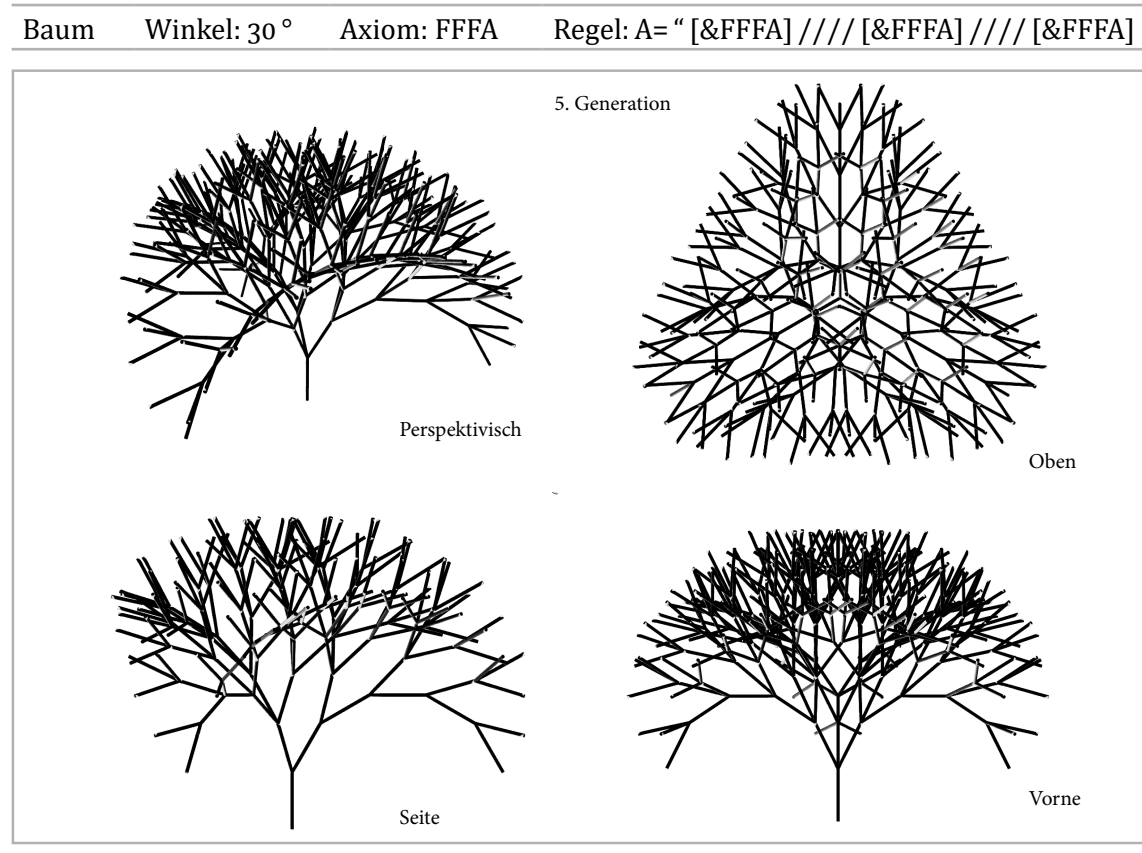 Baum Winkel: 30 ° Axiom: FFFA Regel: A= “ [&FFFA] //// [&FFFA] //// [&FFFA]
5. Generation
Perspektivisch
Oben
Seite
Vorne